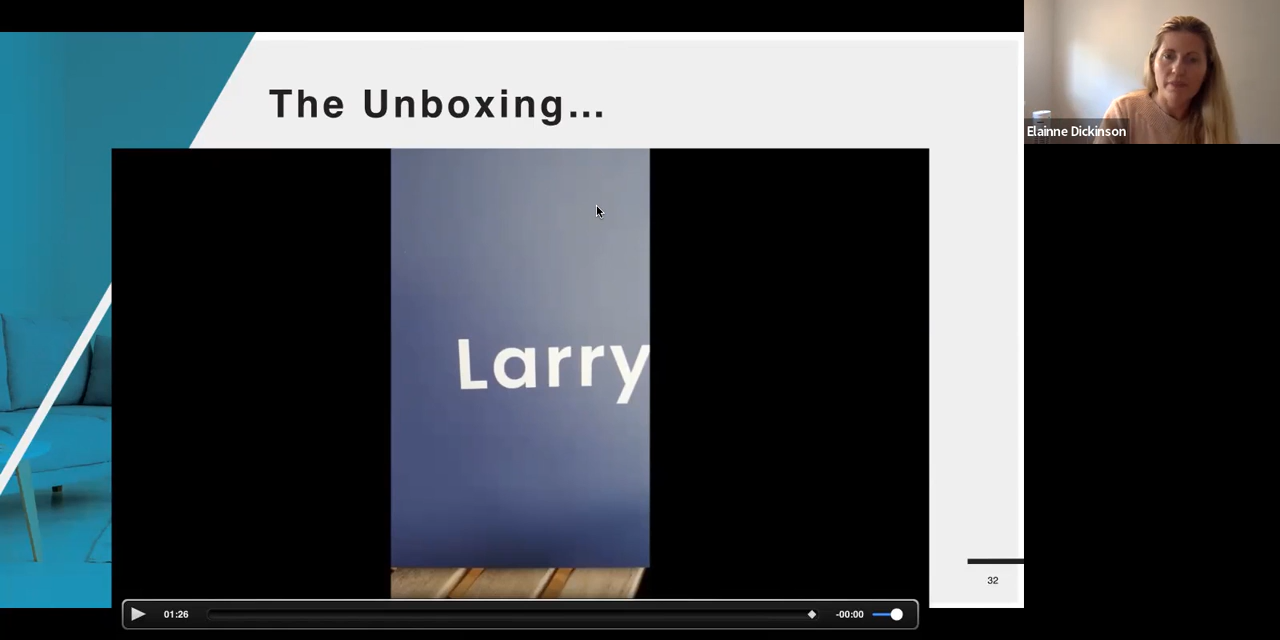 The Unboxing...
Elainne Dickinson
Larry
32
01:26
-00:00